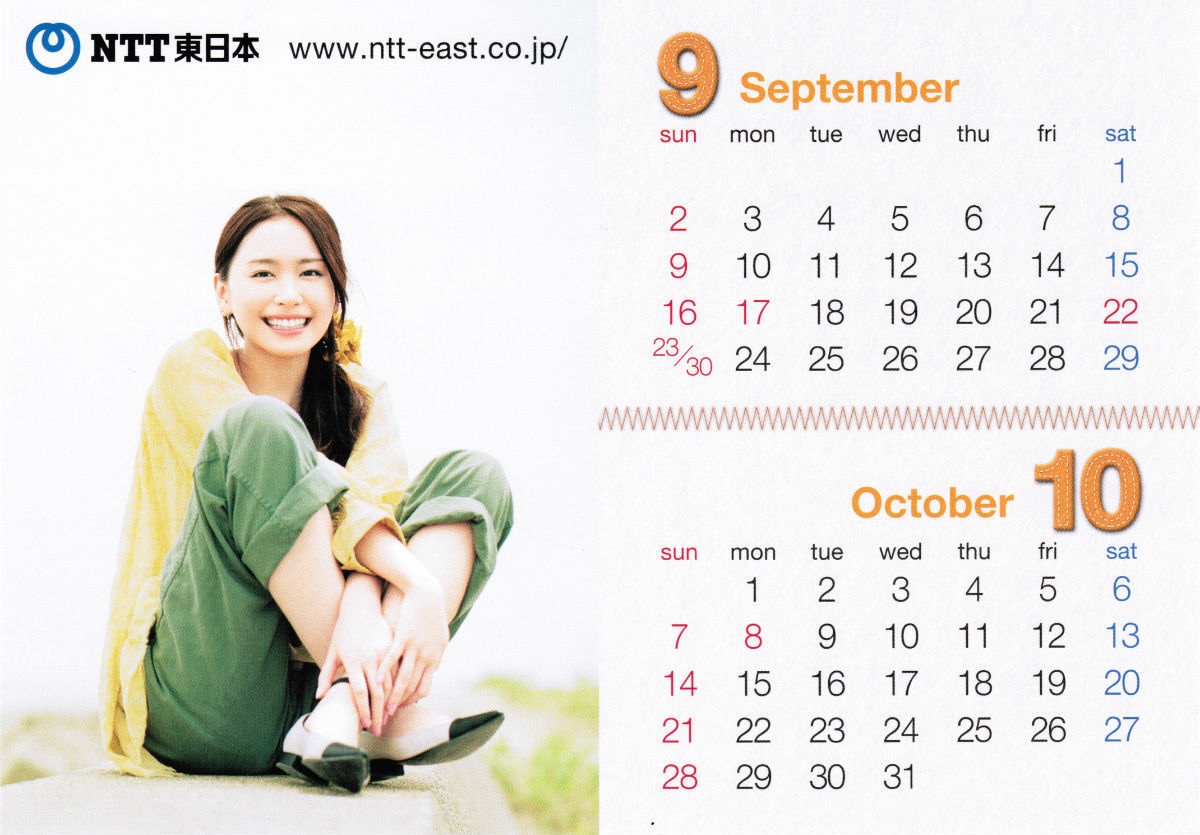 NTT東日本 www.ntt-east.co.jp/
9 September
sun mon tue wed thu fri sat
1
2 3 4 5 6 7 8
9 10 11 12 13 14 15
16 17 18 19 20 21 22
23/30 24 25 26 27 28 29
October 10
sun mon tue wed thu fri sat
1 2 3 4 5 6
7 8 9 10 11 12 13
14 15 16 17 18 19 20
21 22 23 24 25 26 27
28 29 30 31